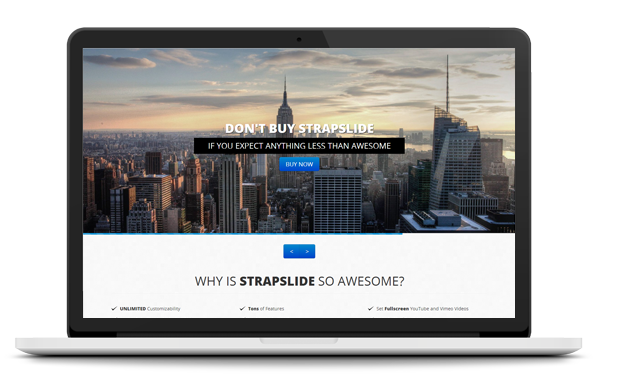 DON'T BUY STRAPSLIDE
IF YOU EXPECT ANYTHING LESS THAN AWESOME
BUY NOW
< >
WHY IS STRAPSLIDE SO AWESOME?
✓ UNLIMITED Customizability
✓ Tons of Features
✓ Set Fullscreen YouTube and Vimeo Videos